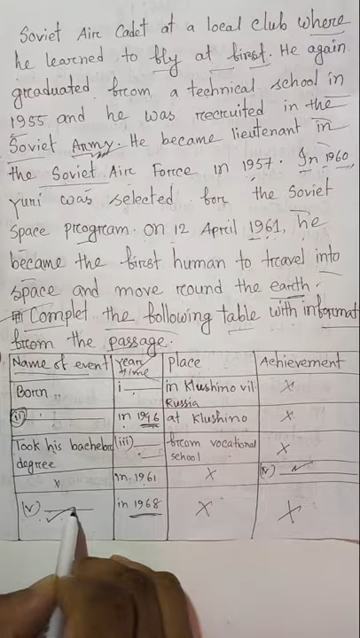 Soviet Air Cadet at a local club where
he learned to fly at first. He again
graduated from a technical school in
1955 and he was recruited in the
Soviet Army. He became lieutenant in
the Soviet Air Force in 1957. In 1960,
Yuri was selected for the Soviet
space program. On 12 April 1961, he
became the first human to travel into
space and move round the earth.
Complet the following table with informat
from the passage.
Name of event year/time Place Achievement
Born i. in Klushino vil Russia x
(ii) in 1946 at Klushino x
Took his bachelor degree (iii) from vocational school x
x in 1961 x (iv)
(v) in 1968 x x